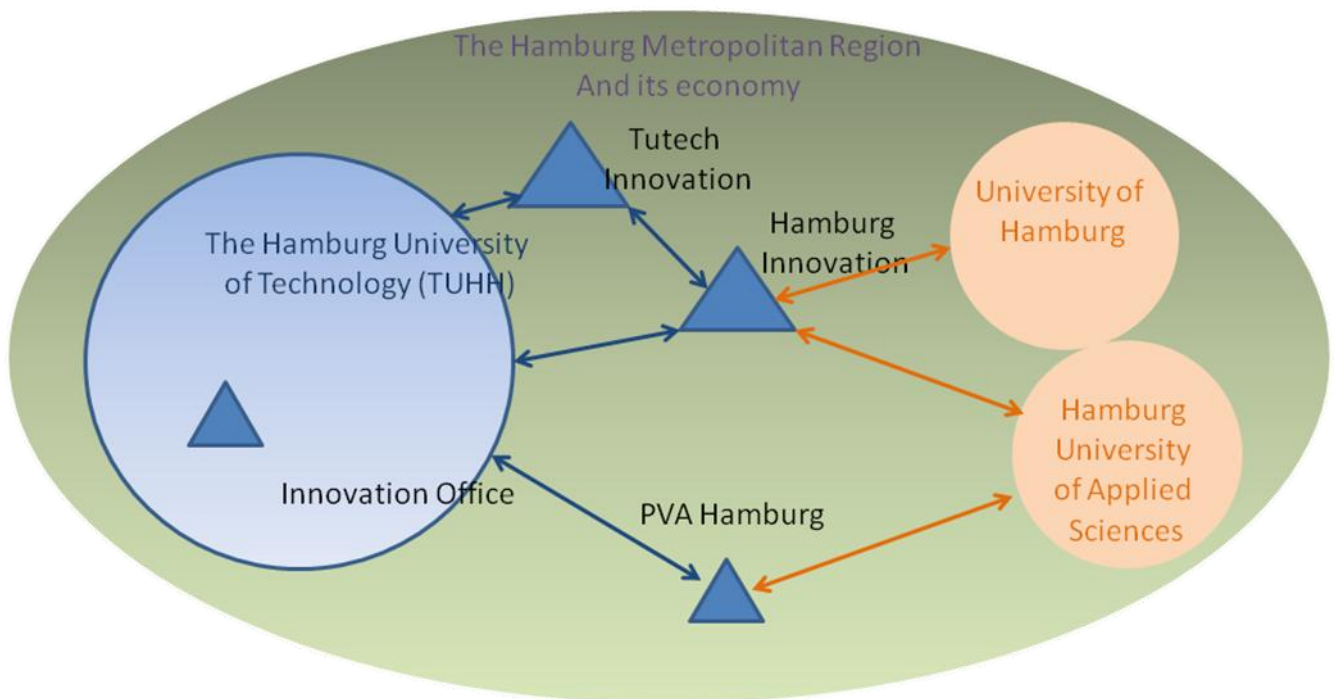 The Hamburg Metropolitan Region
And its economy
Tutech
Innovation
The Hamburg University
of Technology (TUHH)
Hamburg
Innovation
University of
Hamburg
Innovation Office
PVA Hamburg
Hamburg
University
of Applied
Sciences